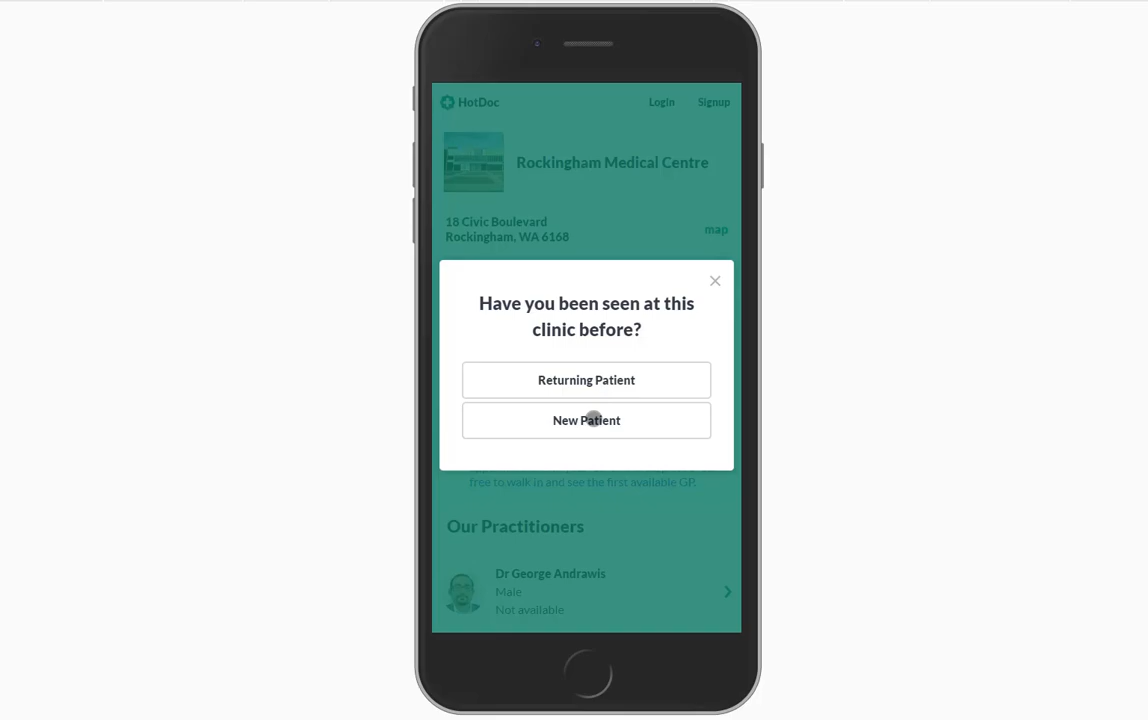 HotDoc
Login
Signup
Rockingham Medical Centre
18 Civic Boulevard
Rockingham, WA 6168
map
Have you been seen at this
clinic before?
Returning Patient
New Patient
free to walk in and see the first available GP.
Our Practitioners
Dr George Andrawis
Male
Not available